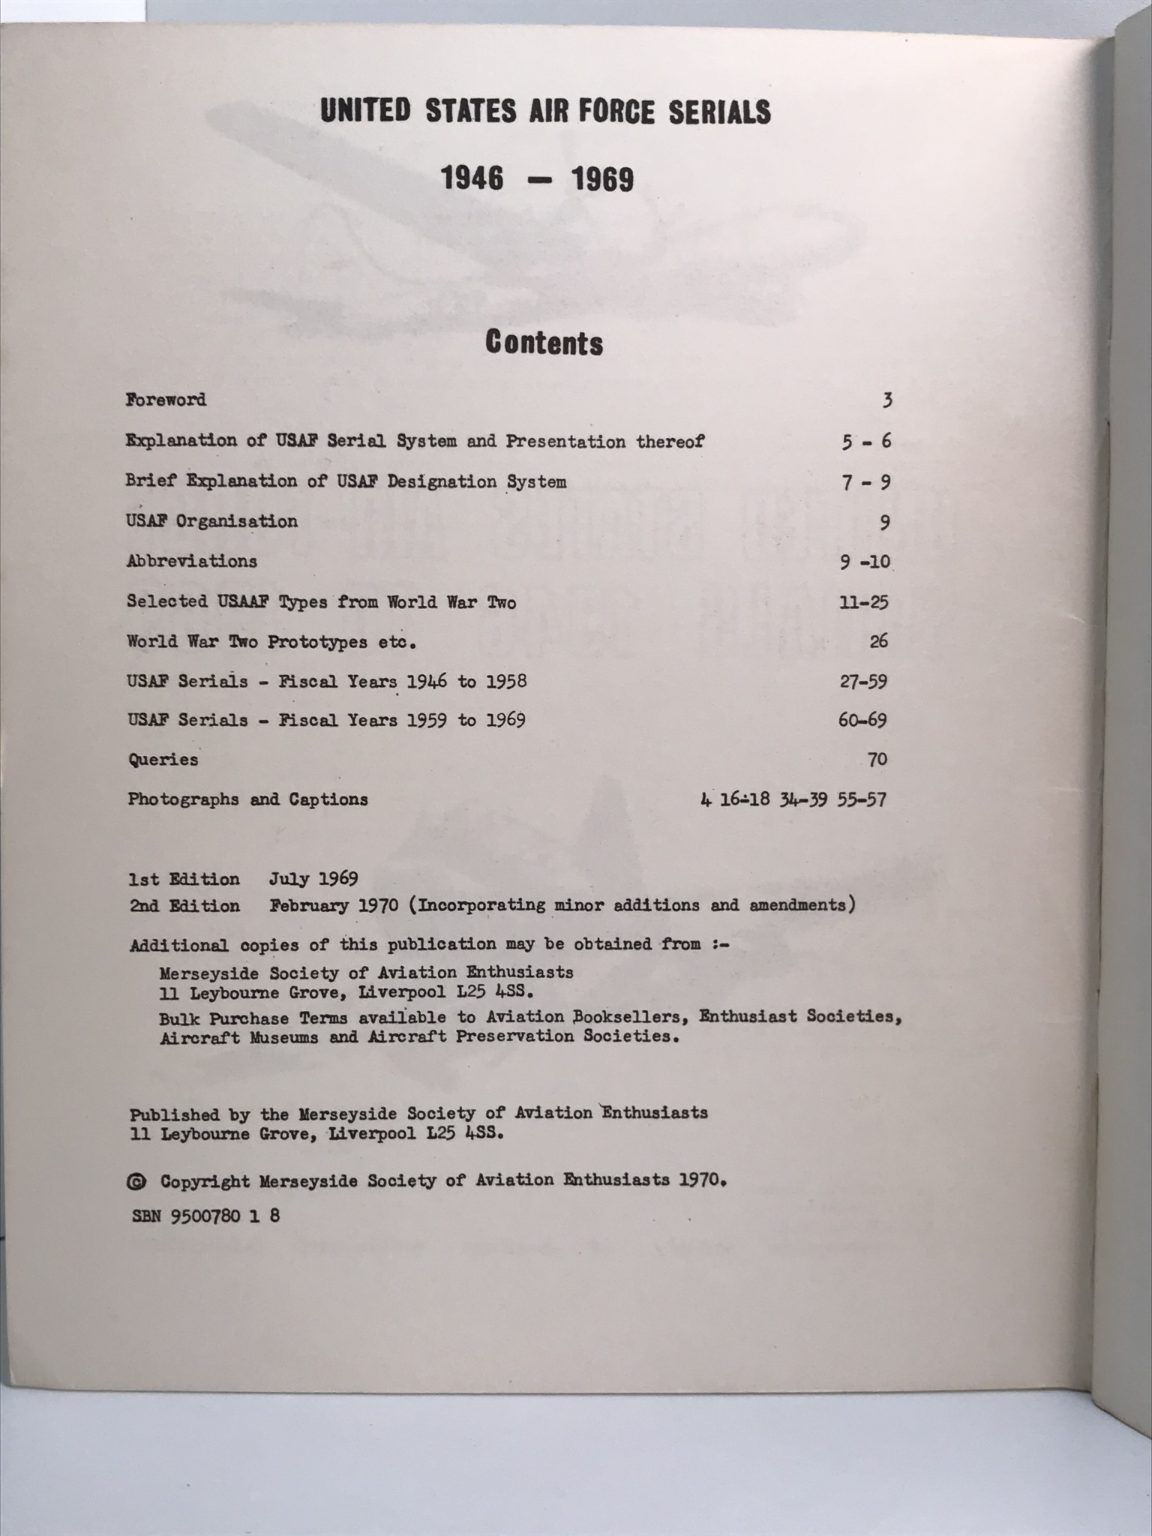 UNITED STATES AIR FORCE SERIALS
1946 — 1969
Contents
Foreword 3
Explanation of USAF Serial System and Presentation thereof 5 - 6
Brief Explanation of USAF Designation System 7 - 9
USAF Organisation 9
Abbreviations 9 -10
Selected USAAF Types from World War Two 11-25
World War Two Prototypes etc. 26
USAF Serials - Fiscal Years 1946 to 1958 27-59
USAF Serials - Fiscal Years 1959 to 1969 60-69
Queries 70
Photographs and Captions 4 16-18 34-39 55-57
1st Edition July 1969
2nd Edition February 1970 (Incorporating minor additions and amendments)
Additional copies of this publication may be obtained from :-
Merseyside Society of Aviation Enthusiasts
11 Leybourne Grove, Liverpool L25 4SS.
Bulk Purchase Terms available to Aviation Booksellers, Enthusiast Societies,
Aircraft Museums and Aircraft Preservation Societies.
Published by the Merseyside Society of Aviation Enthusiasts
11 Leybourne Grove, Liverpool L25 4SS.
© Copyright Merseyside Society of Aviation Enthusiasts 1970.
SBN 9500780 1 8